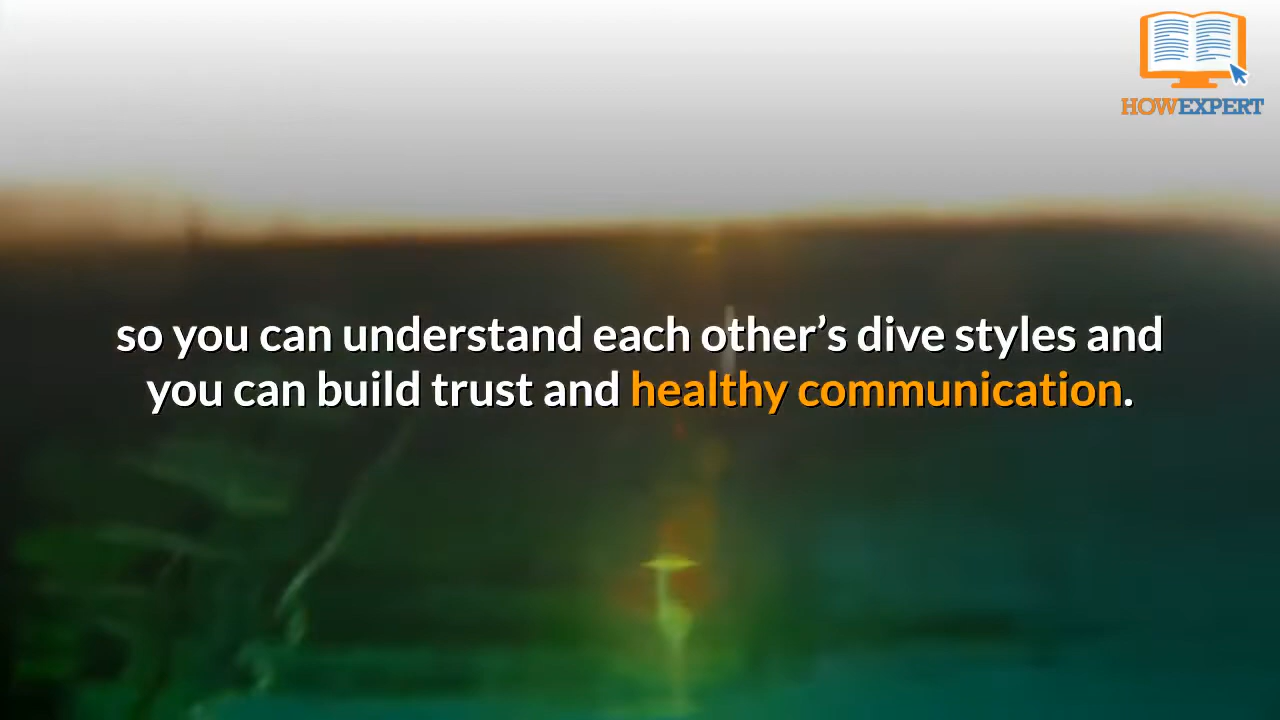 HOWEXPERT
so you can understand each other’s dive styles and
you can build trust and healthy communication.